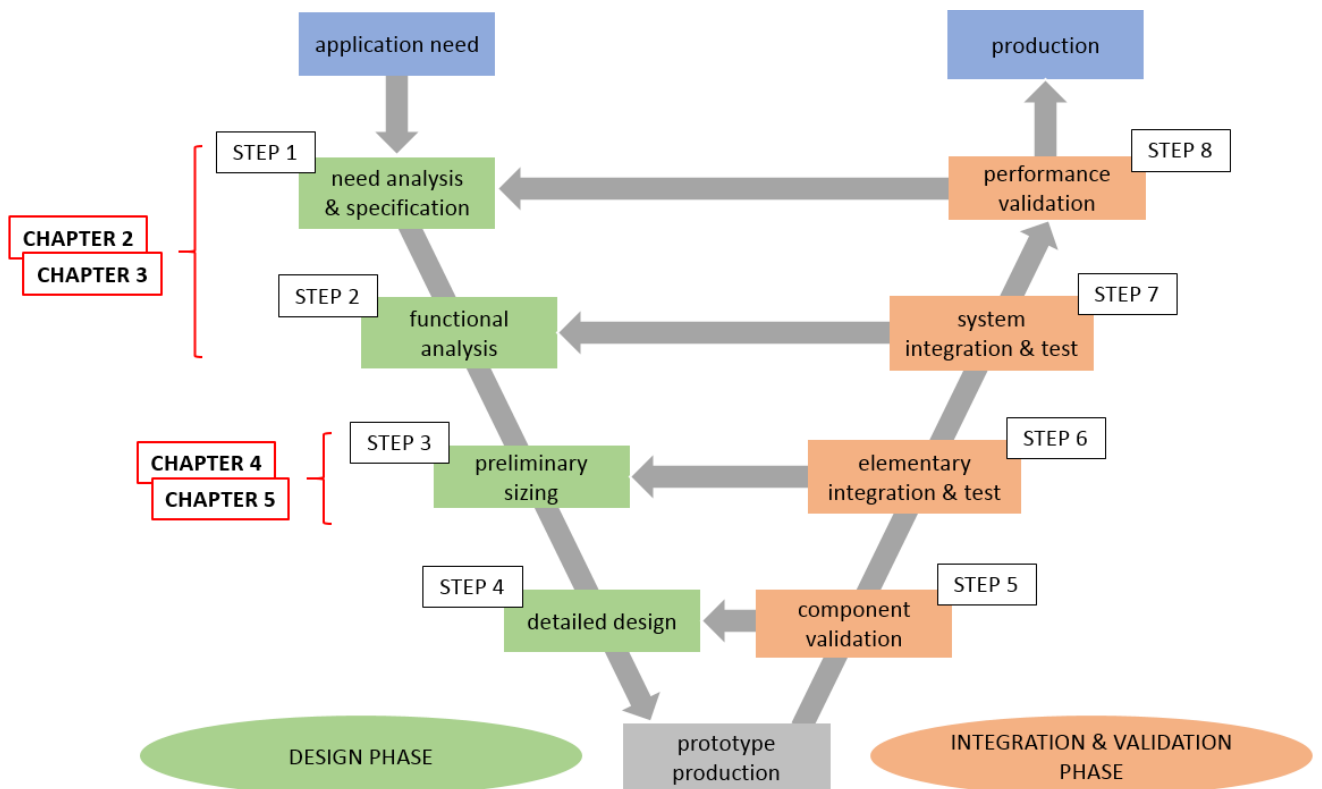 application need
production
STEP 1
need analysis
& specification
STEP 8
performance
validation
CHAPTER 2
CHAPTER 3
STEP 2
functional
analysis
STEP 7
system
integration & test
STEP 3
preliminary
sizing
STEP 6
elementary
integration & test
CHAPTER 4
CHAPTER 5
STEP 4
detailed design
STEP 5
component
validation
DESIGN PHASE
prototype
production
INTEGRATION & VALIDATION
PHASE